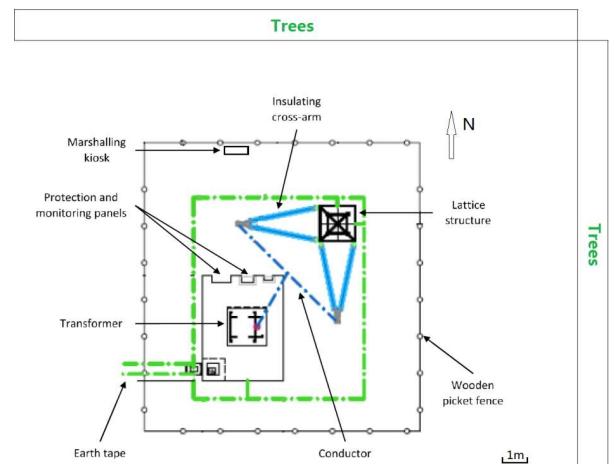 Trees
Insulating
cross-arm
N
Marshalling
kiosk
Protection and
monitoring panels
Lattice
structure
Trees
Transformer
Wooden
picket fence
Earth tape
Conductor
1m